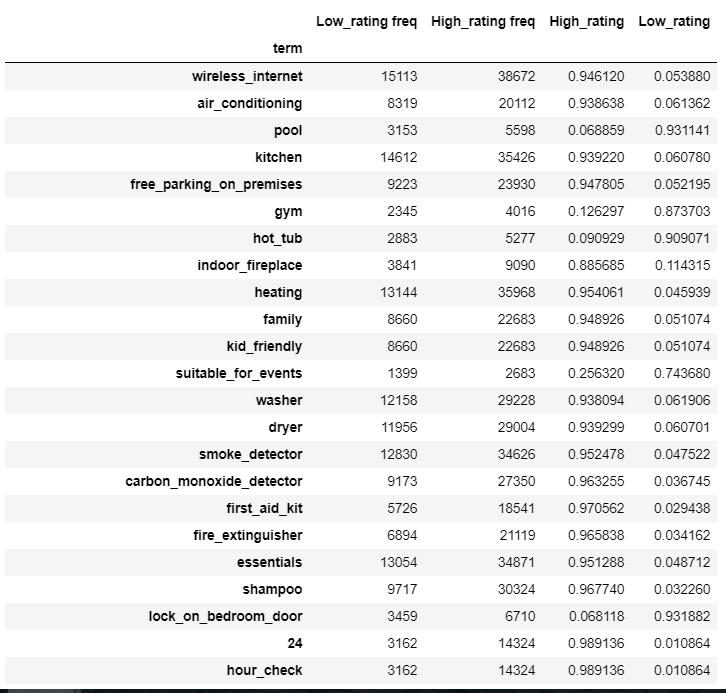 Low_rating freq High_rating freq High_rating Low_rating
term
wireless_internet 15113 38672 0.946120 0.053880
air_conditioning 8319 20112 0.938638 0.061362
pool 3153 5598 0.068859 0.931141
kitchen 14612 35426 0.939220 0.060780
free_parking_on_premises 9223 23930 0.947805 0.052195
gym 2345 4016 0.126297 0.873703
hot_tub 2883 5277 0.090929 0.909071
indoor_fireplace 3841 9090 0.885685 0.114315
heating 13144 35968 0.954061 0.045939
family 8660 22683 0.948926 0.051074
kid_friendly 8660 22683 0.948926 0.051074
suitable_for_events 1399 2683 0.256320 0.743680
washer 12158 29228 0.938094 0.061906
dryer 11956 29004 0.939299 0.060701
smoke_detector 12830 34626 0.952478 0.047522
carbon_monoxide_detector 9173 27350 0.963255 0.036745
first_aid_kit 5726 18541 0.970562 0.029438
fire_extinguisher 6894 21119 0.965838 0.034162
essentials 13054 34871 0.951288 0.048712
shampoo 9717 30324 0.967740 0.032260
lock_on_bedroom_door 3459 6710 0.068118 0.931882
24 3162 14324 0.989136 0.010864
hour_check 3162 14324 0.989136 0.010864